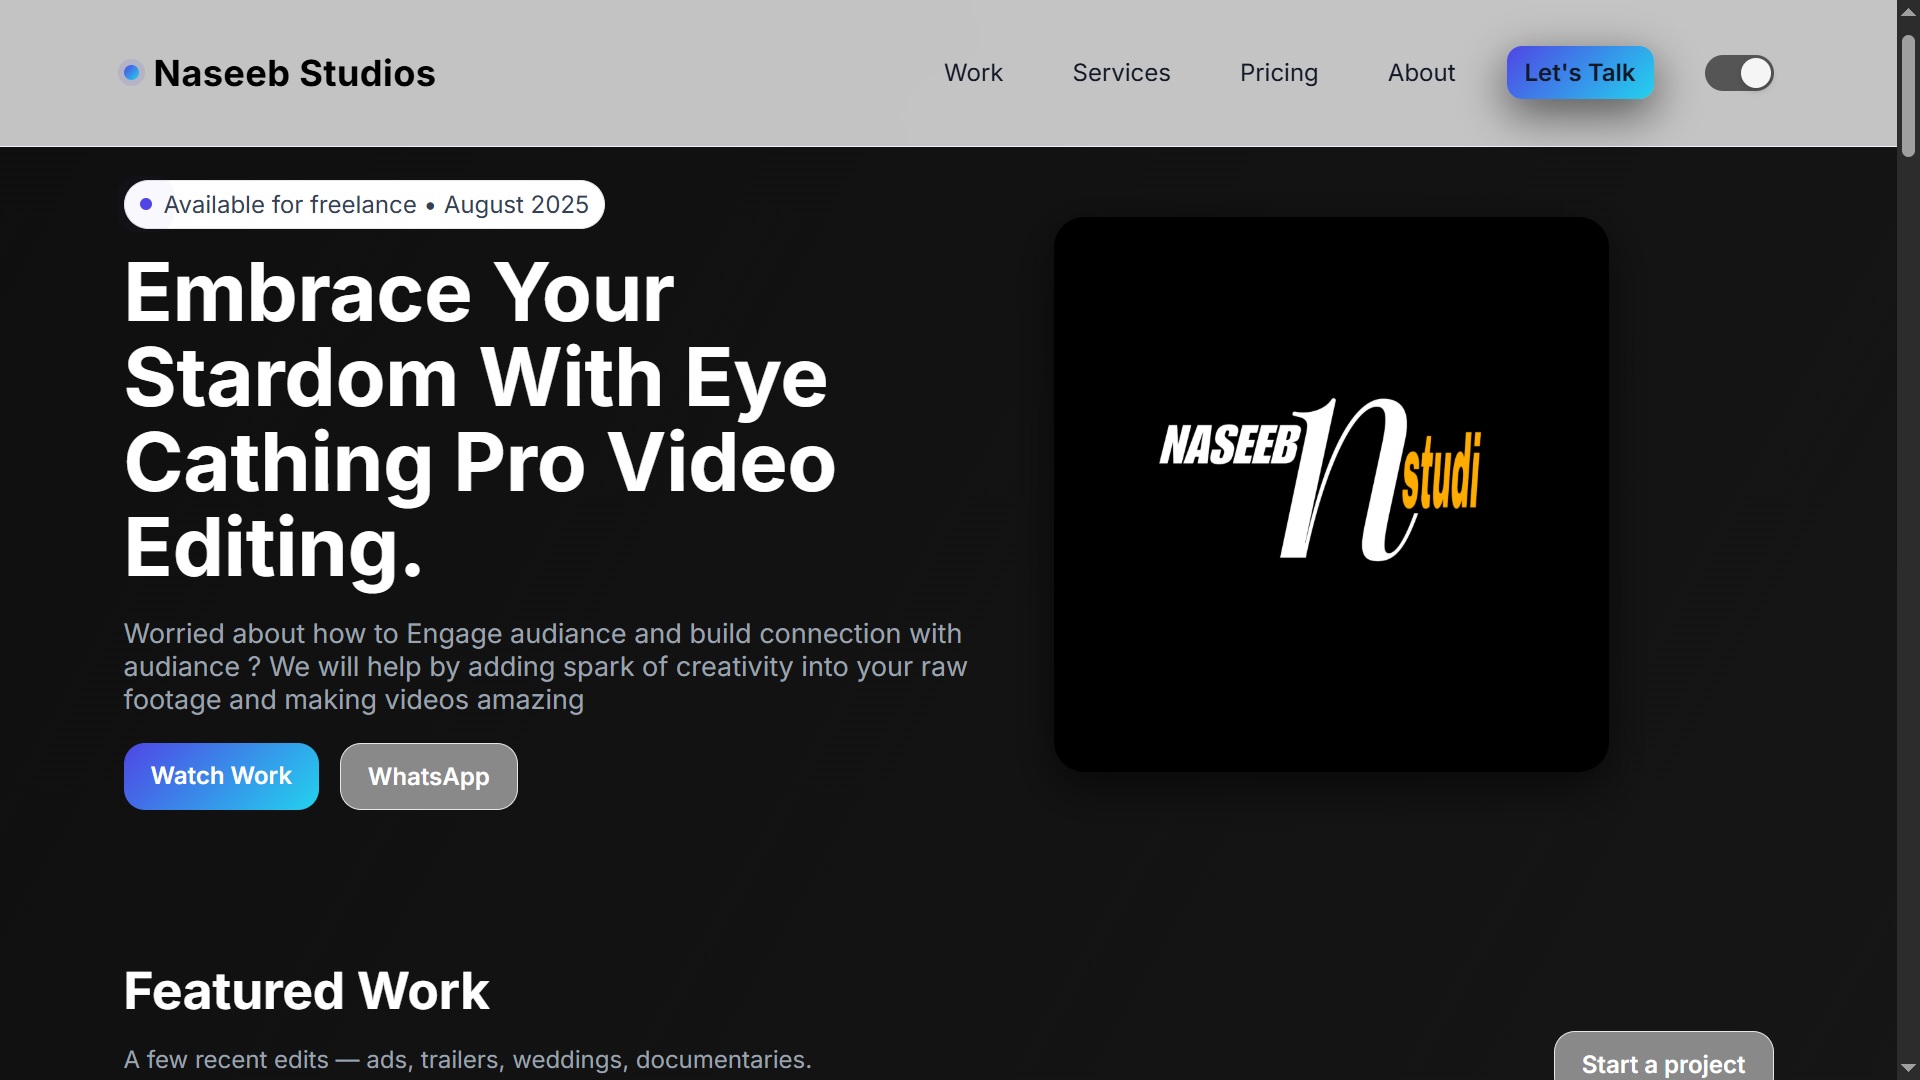 Naseeb Studios
Work
Services
Pricing
About
Let's Talk
Available for freelance • August 2025
Embrace Your
Stardom With Eye
Cathing Pro Video
Editing.
Worried about how to Engage audiance and build connection with
audiance ? We will help by adding spark of creativity into your raw
footage and making videos amazing
Watch Work
WhatsApp
NASEEB
n
studi
Featured Work
A few recent edits — ads, trailers, weddings, documentaries.
Start a project